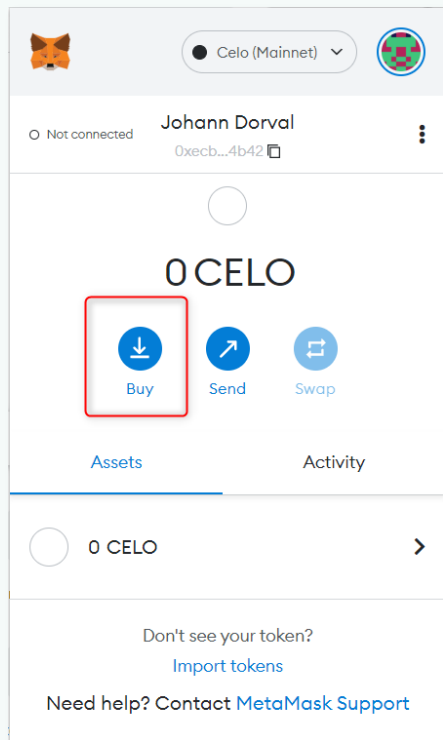 Celo (Mainnet)
Not connected
Johann Dorval
0xecb...4b42
0 CELO
Buy
Send
Swap
Assets
Activity
0 CELO
Don't see your token?
Import tokens
Need help? Contact MetaMask Support